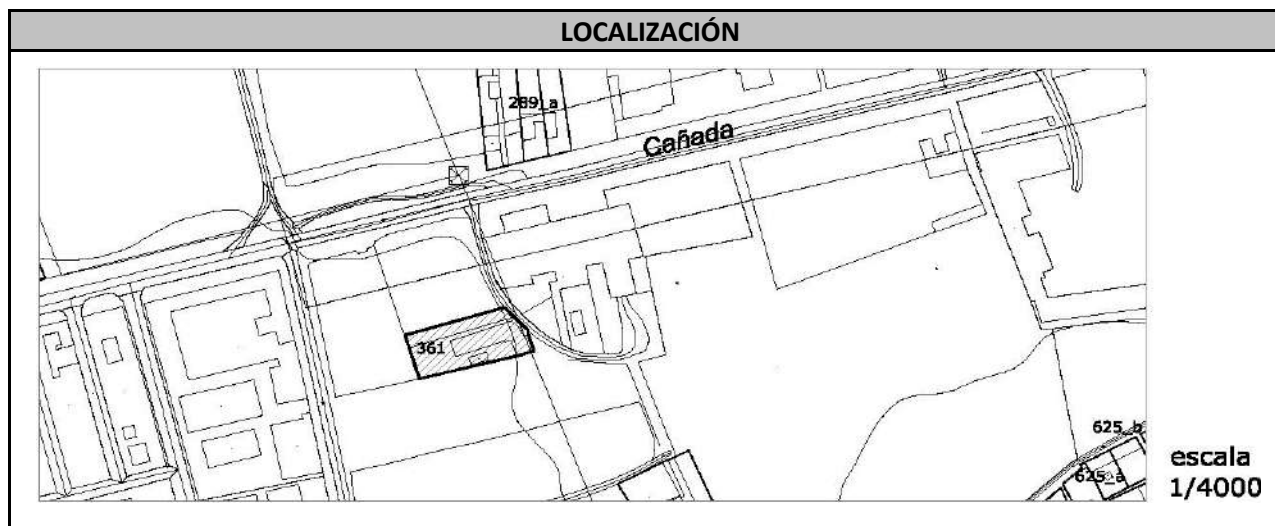 LOCALIZACIÓN
289_a
Cañada
361
625_b
625_a
escala
1/4000